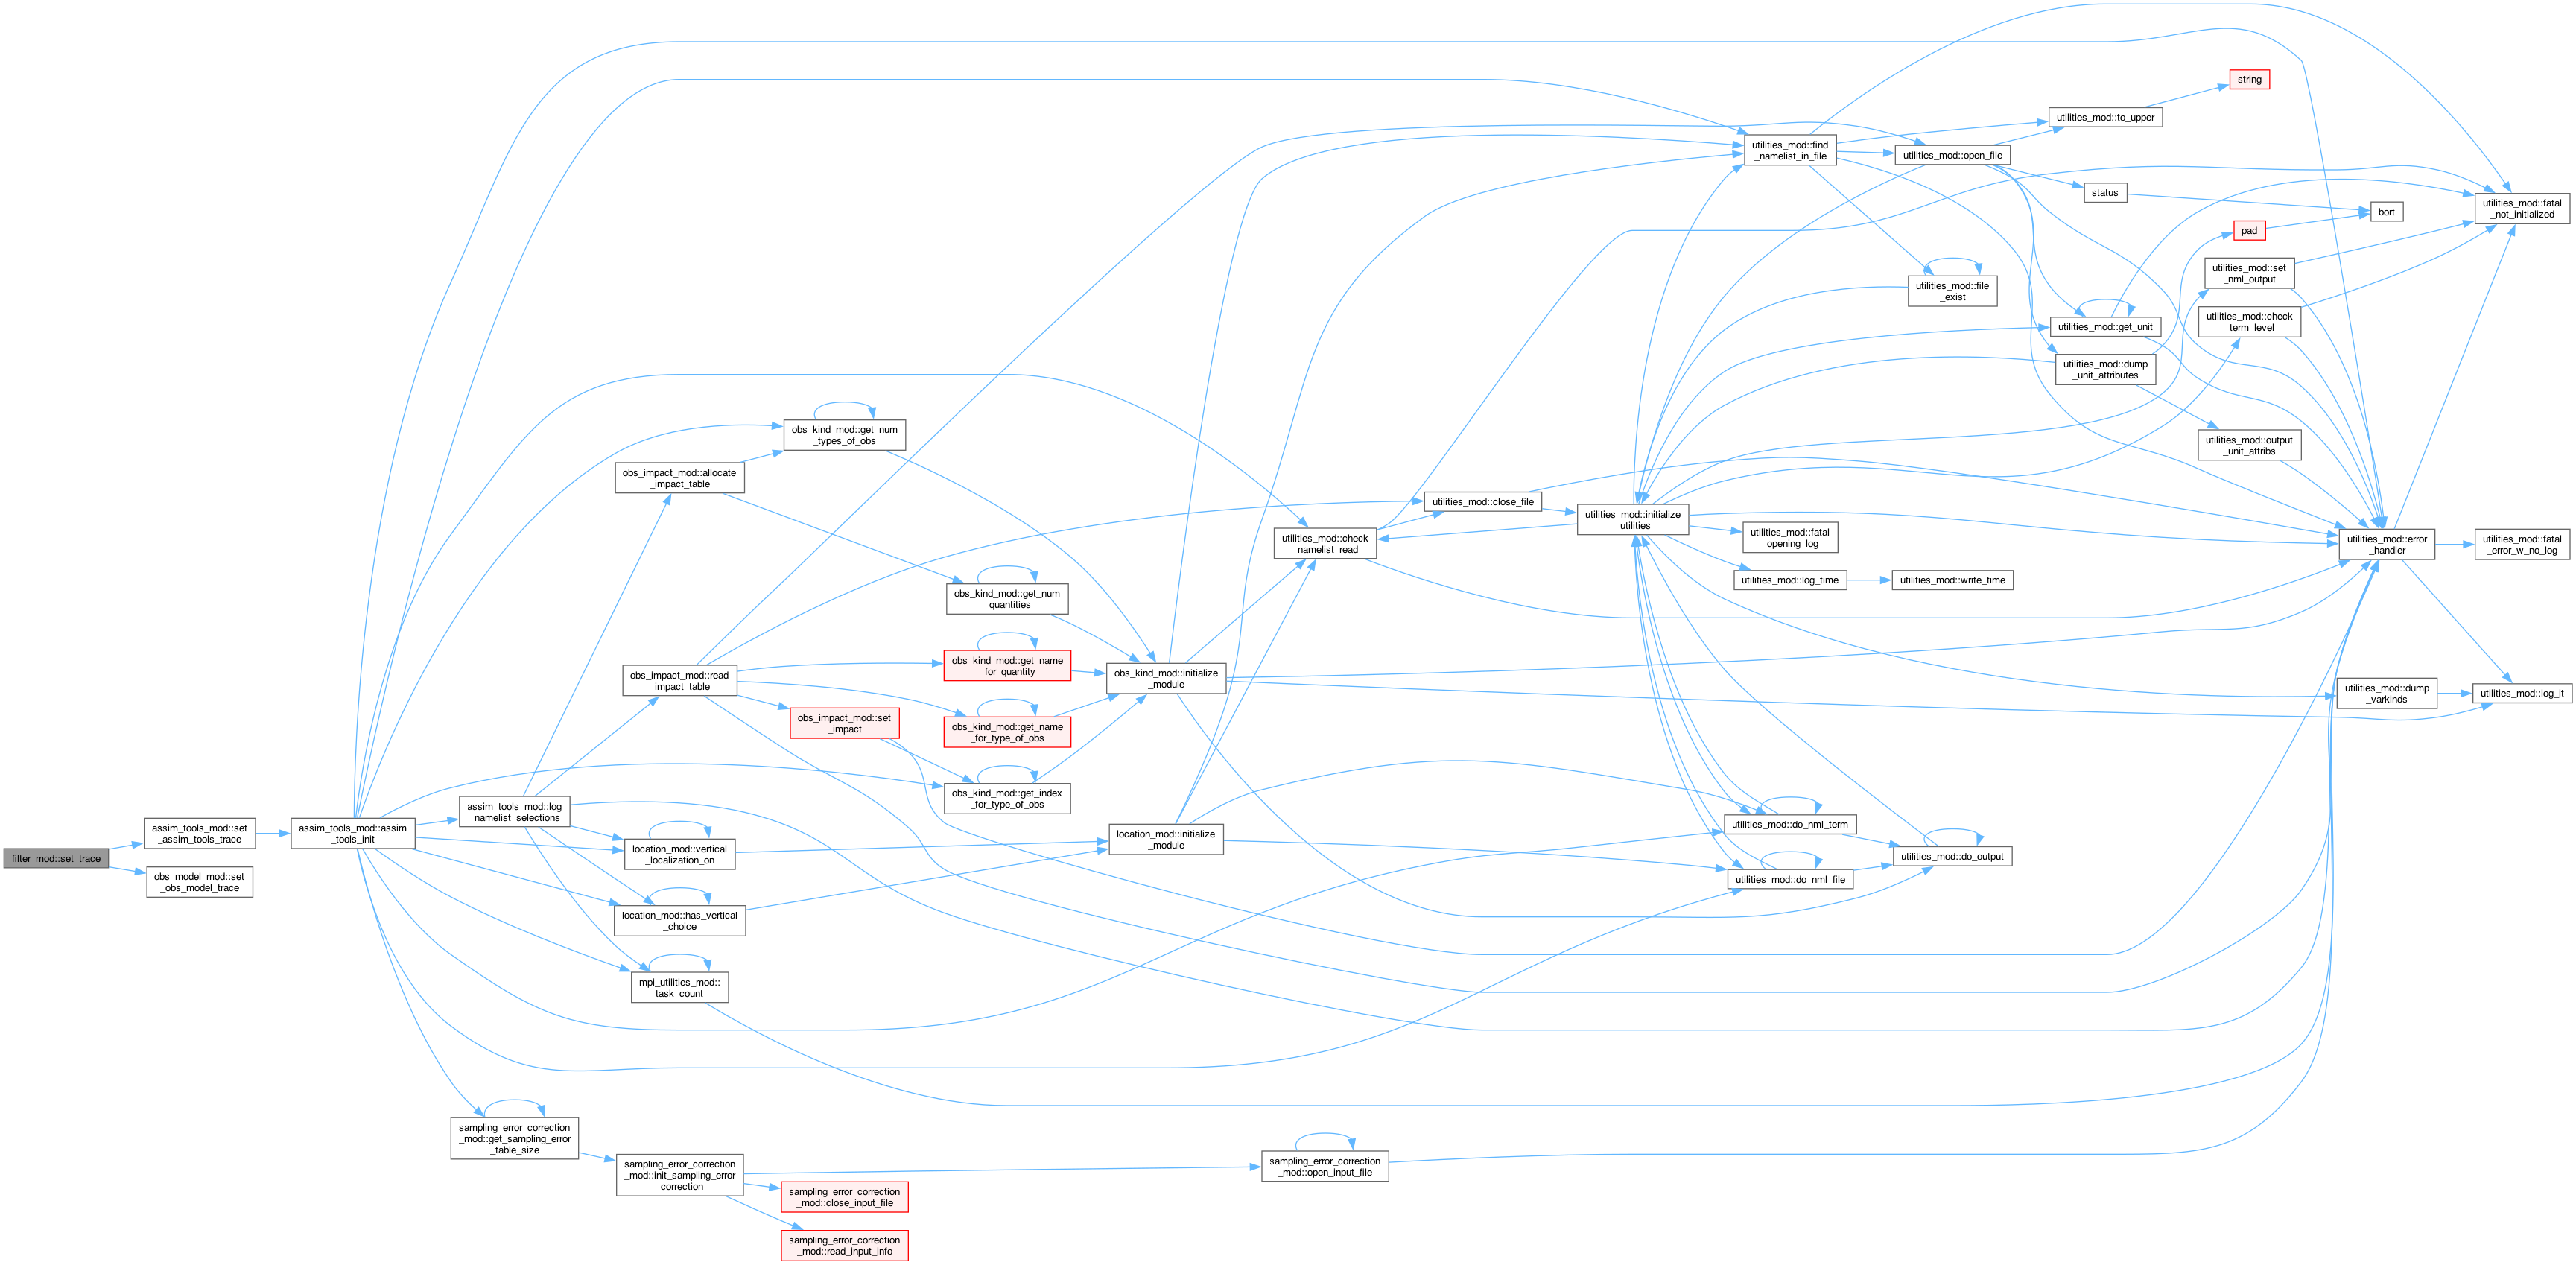 filter_mod::set_trace
assim_tools_mod::set
_assim_tools_trace
obs_model_mod::set
_obs_model_trace
assim_tools_mod::assim
_tools_init
assim_tools_mod::log
_namelist_selections
sampling_error_correction
_mod::get_sampling_error
_table_size
obs_impact_mod::allocate
_impact_table
obs_impact_mod::read
_impact_table
location_mod::vertical
_localization_on
location_mod::has_vertical
_choice
mpi_utilities_mod::
task_count
sampling_error_correction
_mod::init_sampling_error
_correction
obs_kind_mod::get_num
_types_of_obs
obs_impact_mod::set
_impact
sampling_error_correction
_mod::close_input_file
sampling_error_correction
_mod::read_input_info
obs_kind_mod::get_num
_quantities
obs_kind_mod::get_name
_for_quantity
obs_kind_mod::get_name
_for_type_of_obs
obs_kind_mod::get_index
_for_type_of_obs
obs_kind_mod::initialize
_module
location_mod::initialize
_module
utilities_mod::check
_namelist_read
sampling_error_correction
_mod::open_input_file
utilities_mod::close_file
utilities_mod::initialize
_utilities
utilities_mod::find
_namelist_in_file
utilities_mod::fatal
_opening_log
utilities_mod::log_time
utilities_mod::do_nml_term
utilities_mod::do_nml_file
utilities_mod::open_file
utilities_mod::file
_exist
utilities_mod::write_time
utilities_mod::do_output
utilities_mod::to_upper
status
utilities_mod::get_unit
utilities_mod::dump
_unit_attributes
string
pad
utilities_mod::set
_nml_output
utilities_mod::check
_term_level
utilities_mod::output
_unit_attribs
bort
utilities_mod::error
_handler
utilities_mod::dump
_varkinds
utilities_mod::fatal
_not_initialized
utilities_mod::fatal
_error_w_no_log
utilities_mod::log_it